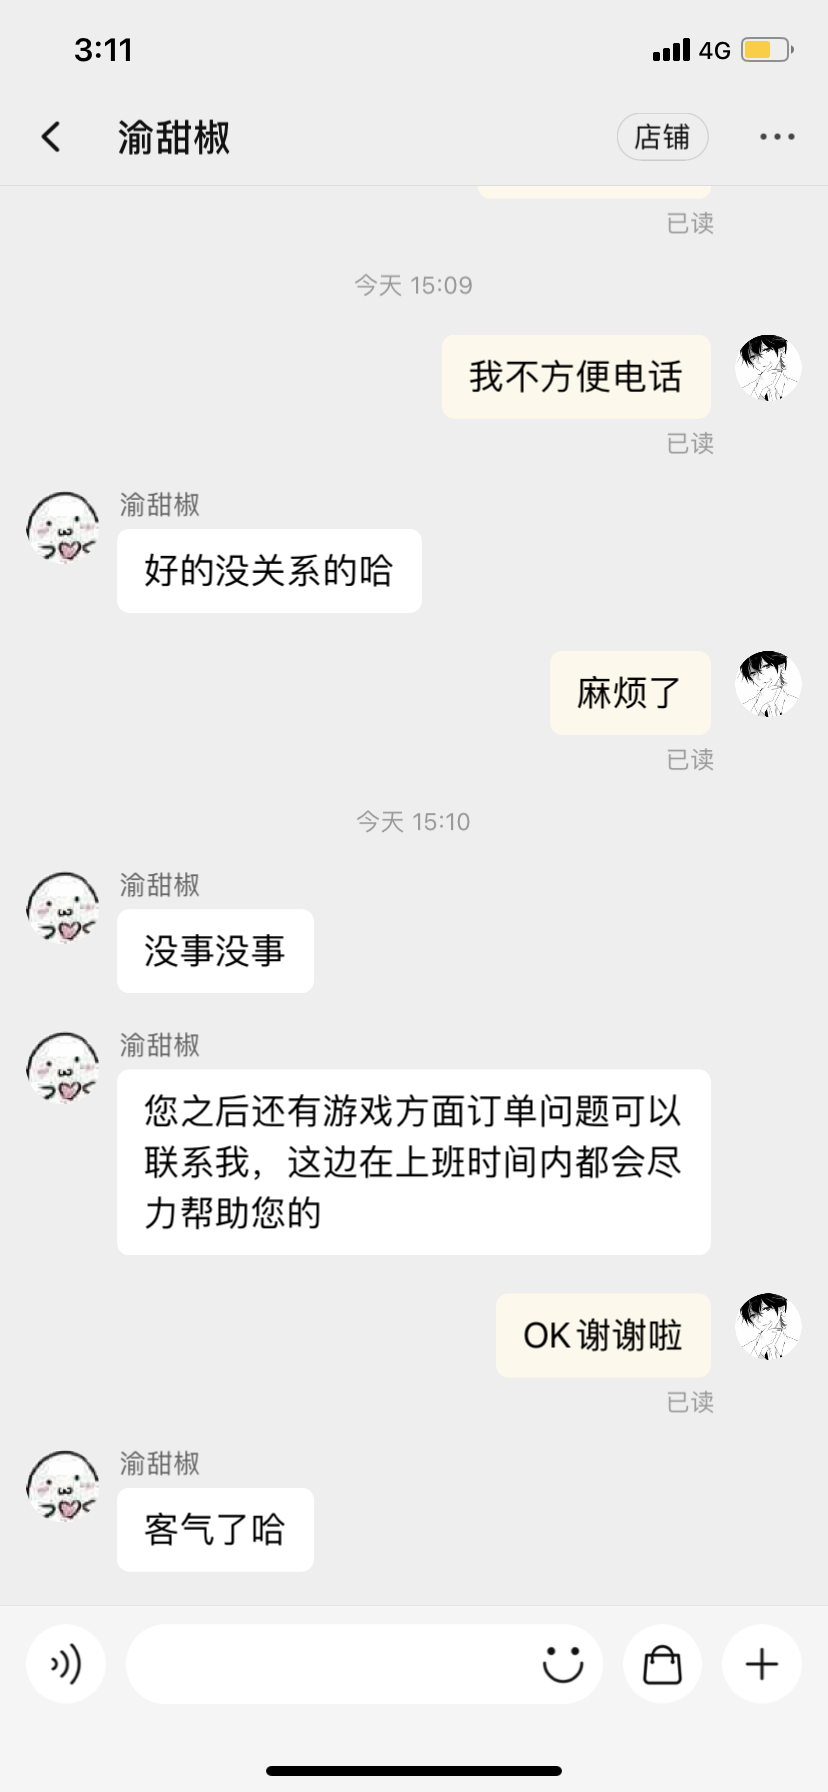 3:11
4G
渝甜椒
店铺
已读
今天 15:09
我不方便电话
已读
渝甜椒
好的没关系的哈
麻烦了
已读
今天 15:10
渝甜椒
没事没事
渝甜椒
您之后还有游戏方面订单问题可以
联系我，这边在上班时间内都会尽
力帮助您的
OK谢谢啦
已读
渝甜椒
客气了哈